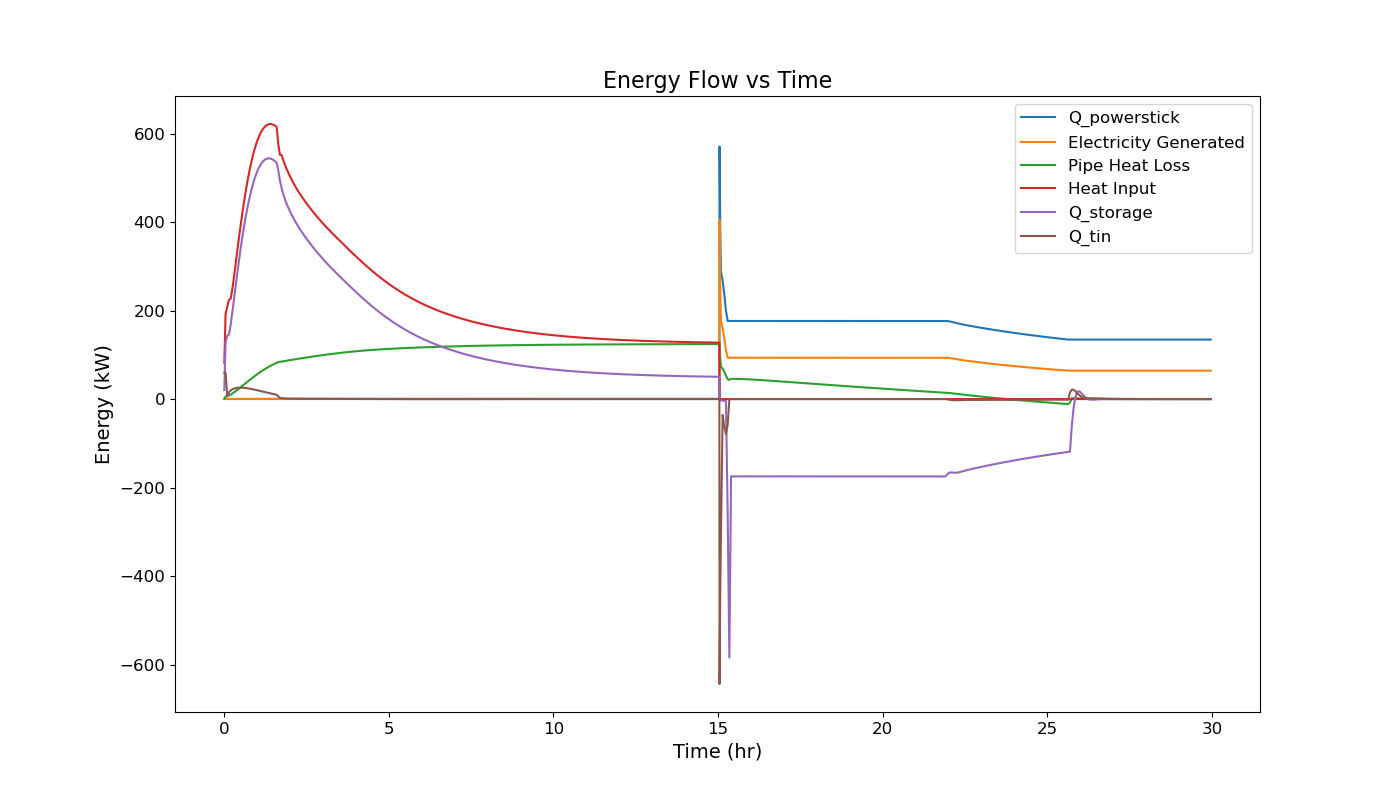 Energy Flow vs Time
Q_powerstick
Electricity Generated
Pipe Heat Loss
Heat Input
Q_storage
Q_tin
Energy (kW)
600
400
200
0
−200
−400
−600
0 5 10 15 20 25 30
Time (hr)